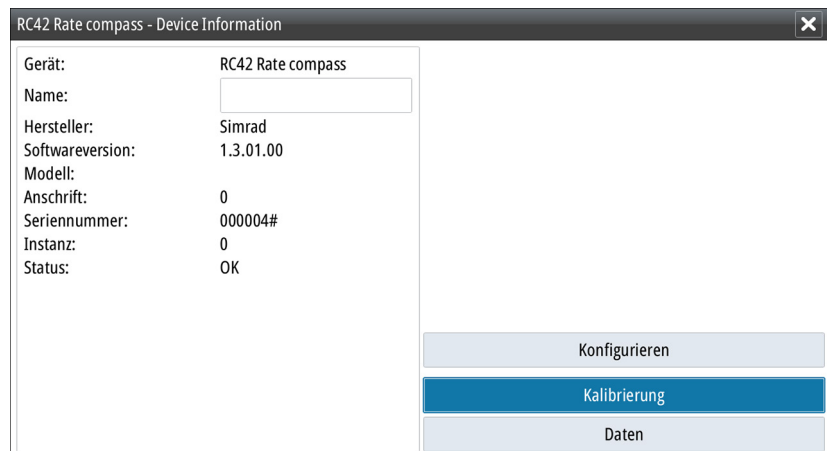 RC42 Rate compass - Device Information
Gerät: RC42 Rate compass
Name:
Hersteller: Simrad
Softwareversion: 1.3.01.00
Modell:
Anschrift: 0
Seriennummer: 000004#
Instanz: 0
Status: OK
Konfigurieren
Kalibrierung
Daten